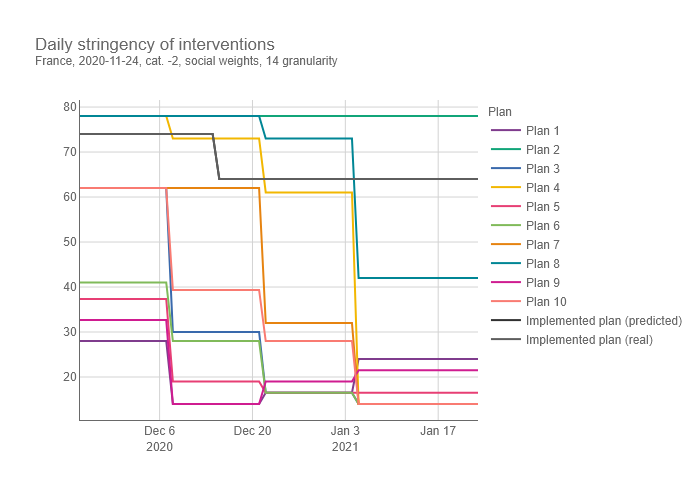 Daily stringency of interventions
France, 2020-11-24, cat. -2, social weights, 14 granularity
80
70
60
50
40
30
20
Dec 6
2020
Dec 20
Jan 3
2021
Jan 17
Plan
Plan 1
Plan 2
Plan 3
Plan 4
Plan 5
Plan 6
Plan 7
Plan 8
Plan 9
Plan 10
Implemented plan (predicted)
Implemented plan (real)